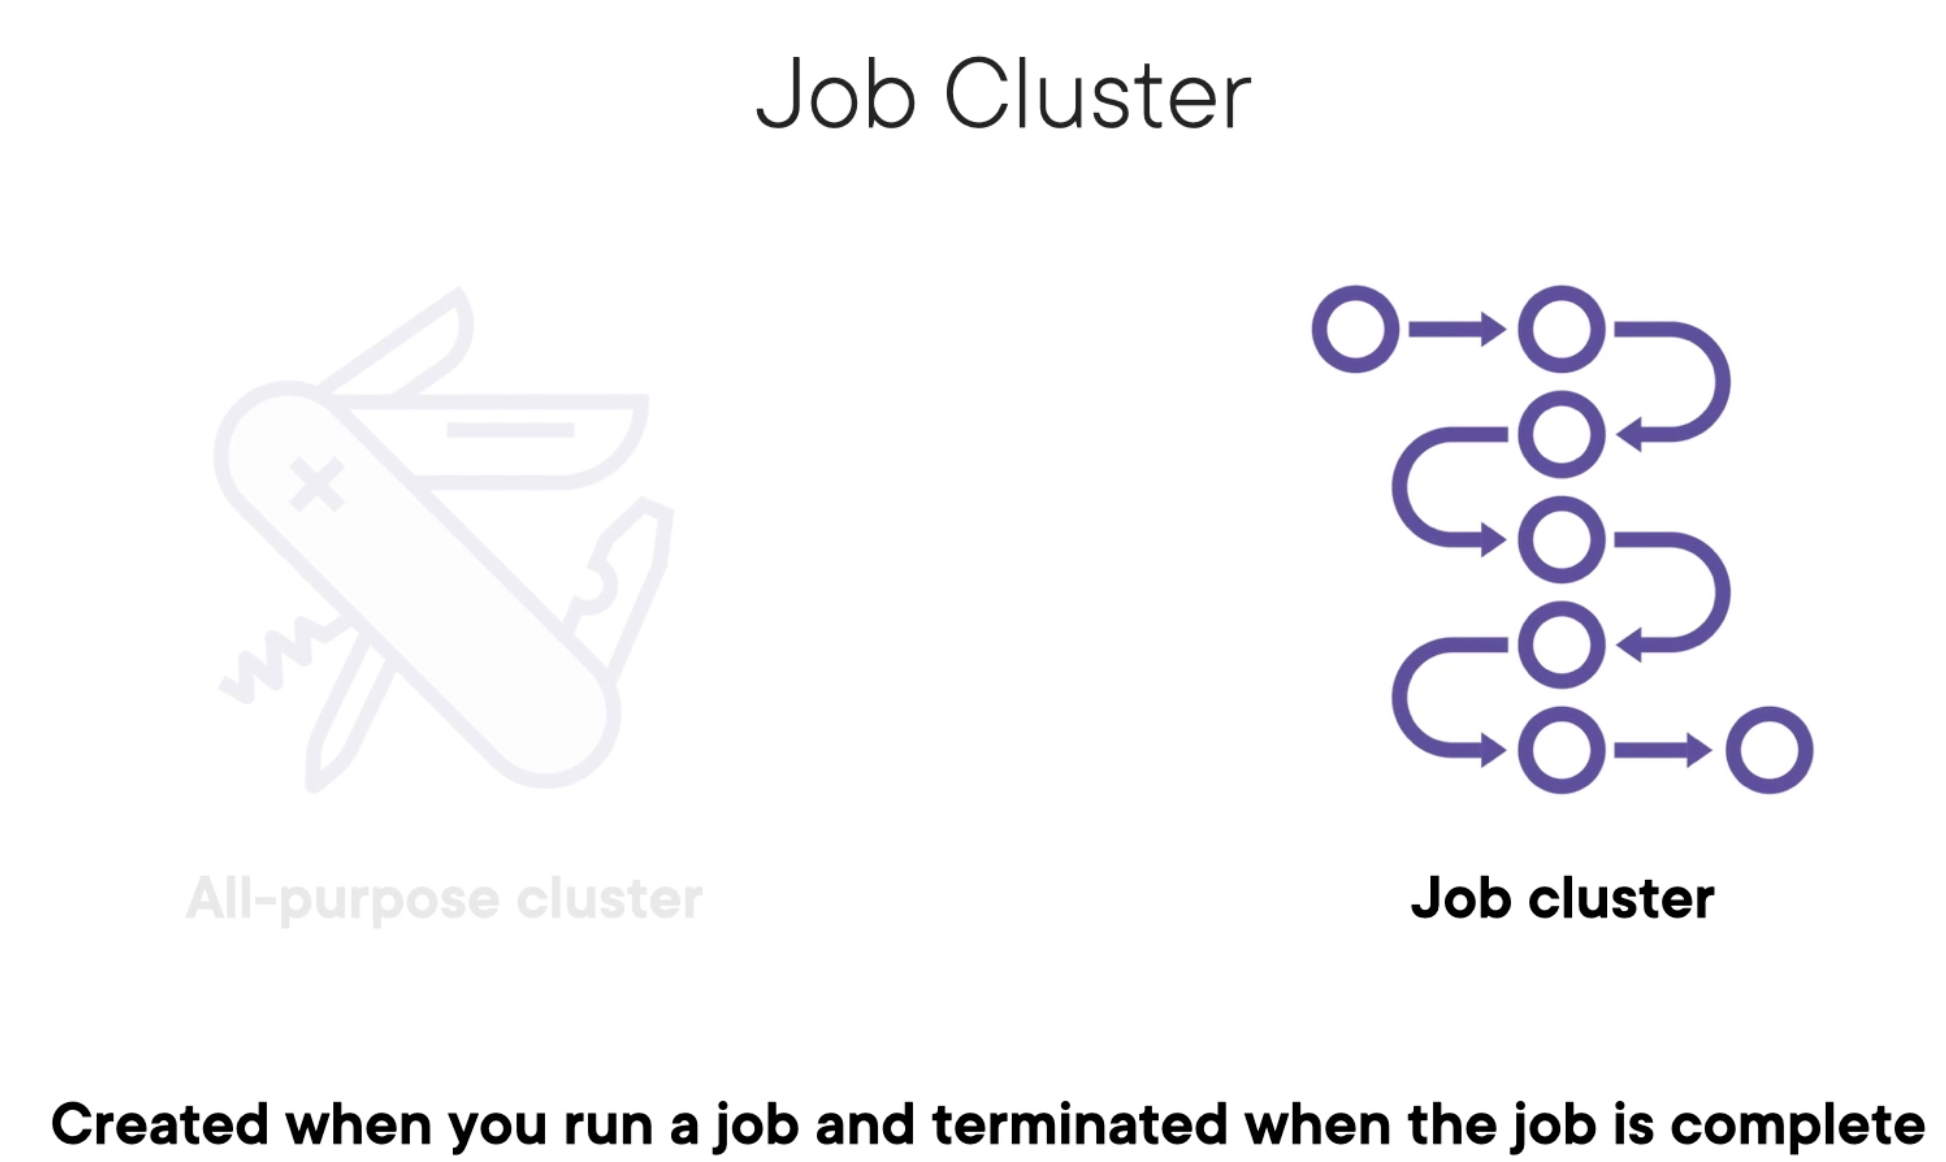 Job Cluster
All-purpose cluster
Job cluster
Created when you run a job and terminated when the job is complete